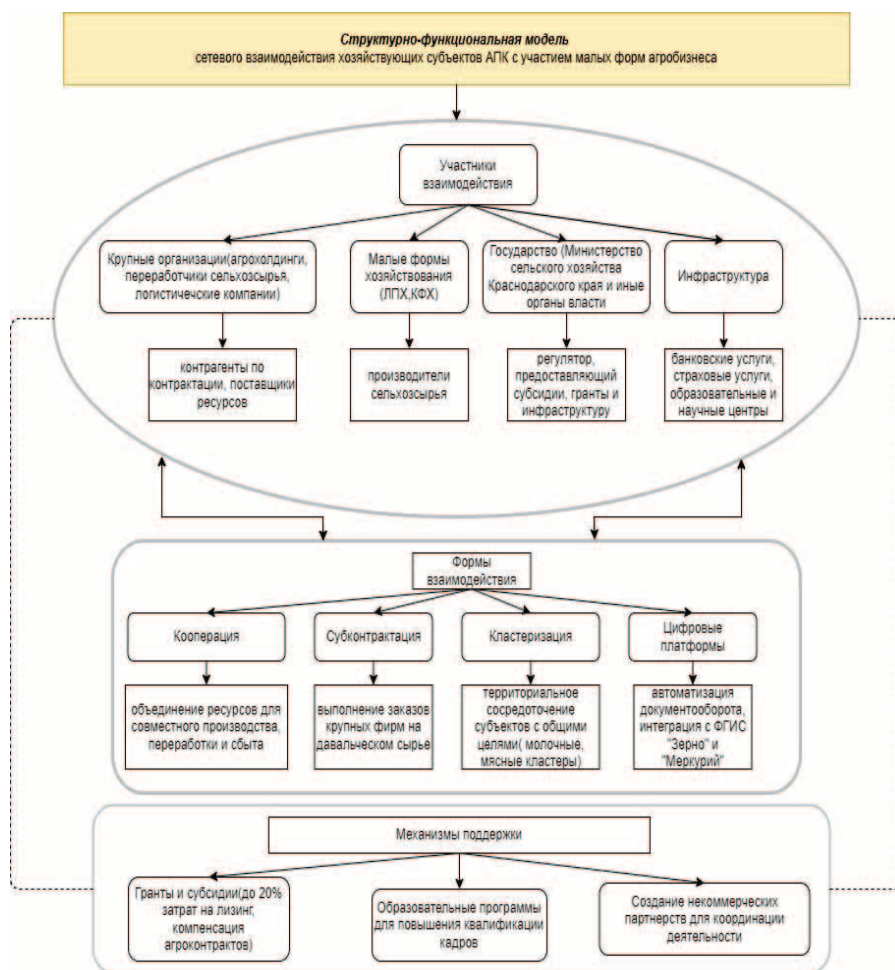 Структурно-функциональная модель
сетевого взаимодействия хозяйствующих субъектов АПК с участием малых форм агробизнеса
Участники
взаимодействия
Крупные организации(агрохолдинги,
переработчики сельхозсырья,
логистичечские компании)
Малые формы
хозяйствования
(ЛПХ,КФХ)
Государство (Министерство
сельского хозяйства
Краснодарского края и иные
органы власти
Инфраструктура
контрагенты по
контрактации, поставщики
ресурсов
производители
сельхозсырья
регулятор,
предоставляющий
субсидии, гранты и
инфраструктуру
банковские услуги,
страховые услуги,
образовательные и
научные центры
Формы
взаимодействия
Кооперация
Субконтрактация
Кластеризация
Цифровые
платформы
объединение ресурсов для
совместного производства,
переработки и сбыта
выполнение заказов
крупных фирм на
давальческом сырье
территориальное
сосредоточение
субъектов с общими
целями( молочные,
мясные кластеры)
автоматизация
документооборота,
интеграция с ФГИС
"Зерно" и
"Меркурий"
Механизмы поддержки
Гранты и субсидии(до 20%
затрат на лизинг,
компенсация
агроконтрактов)
Образовательные программы
для повышения квалификации
кадров
Создание некоммерческих
партнерств для координации
деятельности